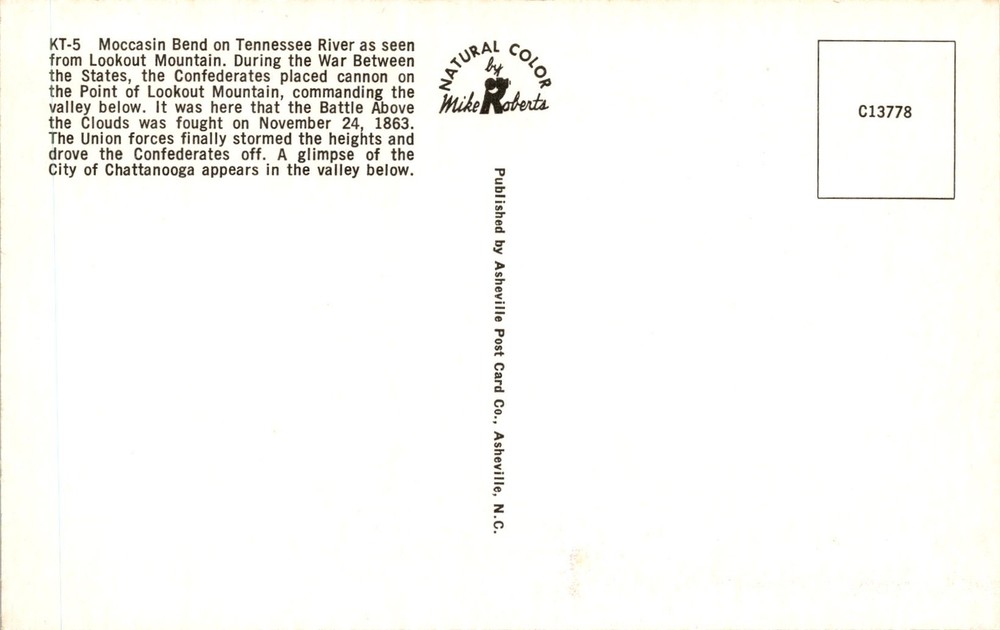 KT-5 Moccasin Bend on Tennessee River as seen
from Lookout Mountain. During the War Between
the States, the Confederates placed cannon on
the Point of Lookout Mountain, commanding the
valley below. It was here that the Battle Above
the Clouds was fought on November 24, 1863.
The Union forces finally stormed the heights and
drove the Confederates off. A glimpse of the
City of Chattanooga appears in the valley below.
NATURAL COLOR
by
Mike Roberts
C13778
Published by Asheville Post Card Co., Asheville, N.C.